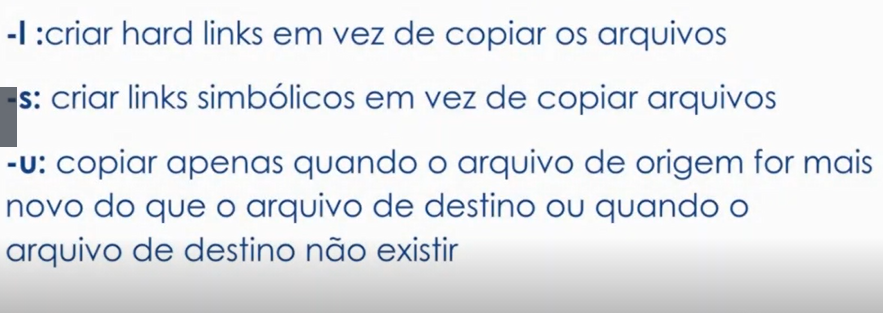 -l :criar hard links em vez de copiar os arquivos
-s: criar links simbólicos em vez de copiar arquivos
-u: copiar apenas quando o arquivo de origem for mais
novo do que o arquivo de destino ou quando o
arquivo de destino não existir